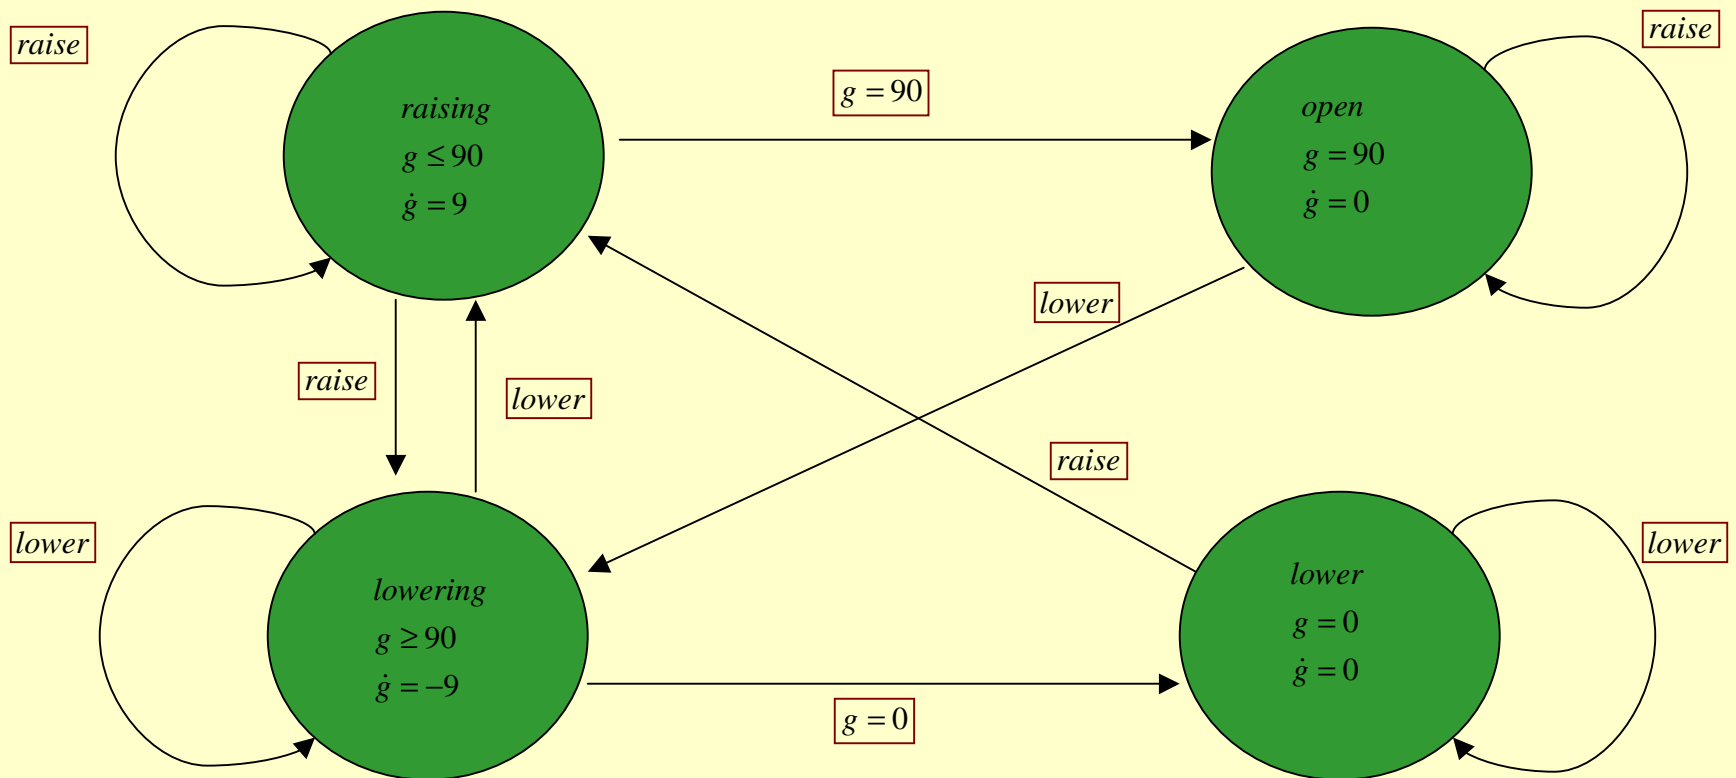 raise
raising
g ≤ 90
ġ = 9
g = 90
open
g = 90
ġ = 0
raise
raise
lower
lower
raise
lower
lowering
g ≥ 90
ġ = −9
g = 0
lower
g = 0
ġ = 0
lower